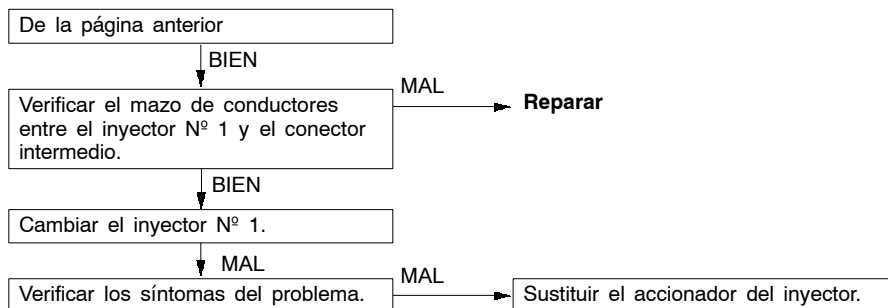 De la página anterior
BIEN
Verificar el mazo de conductores
entre el inyector Nº 1 y el conector
intermedio.
MAL
Reparar
BIEN
Cambiar el inyector Nº 1.
MAL
Verificar los síntomas del problema.
MAL
Sustituir el accionador del inyector.